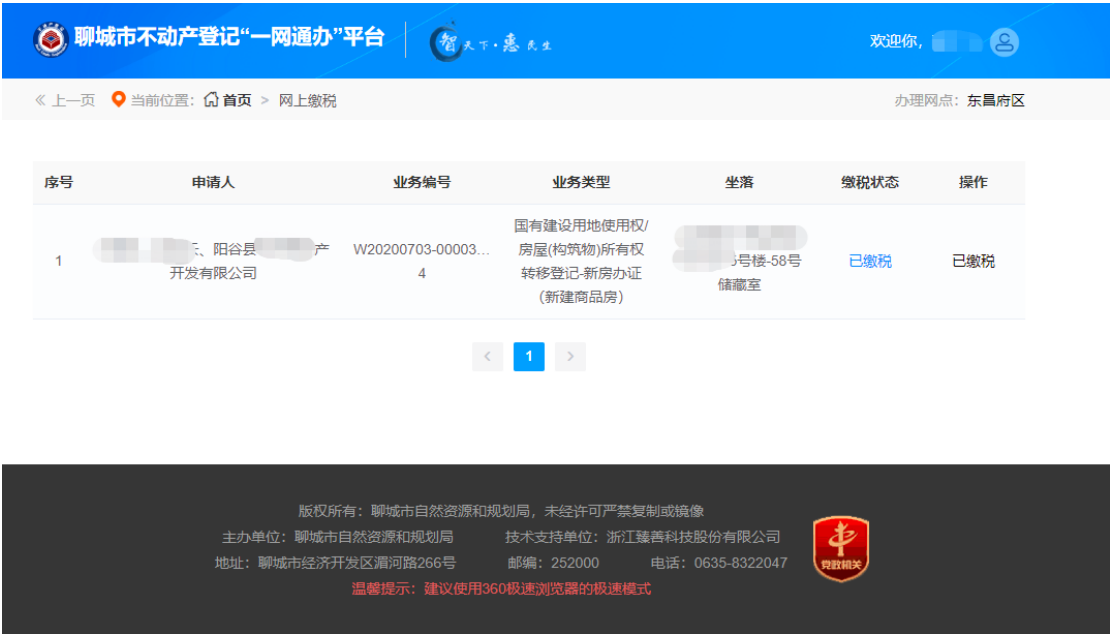 聊城市不动产登记“一网通办”平台
智天下·惠民生
欢迎你,
« 上一页 当前位置: 首页 > 网上缴税
办理网点: 东昌府区
序号 申请人 业务编号 业务类型 坐落 缴税状态 操作
国有建设用地使用权/
1 、阳谷县 产 W20200703-00003... 房屋(构筑物)所有权 号楼-58号 已缴税 已缴税
开发有限公司 4 转移登记-新房办证 储藏室
(新建商品房)
< 1 >
版权所有: 聊城市自然资源和规划局, 未经许可严禁复制或镜像
主办单位: 聊城市自然资源和规划局 技术支持单位: 浙江臻善科技股份有限公司
地址: 聊城市经济开发区湄河路266号 邮编: 252000 电话: 0635-8322047
温馨提示: 建议使用360极速浏览器的极速模式
党政机关